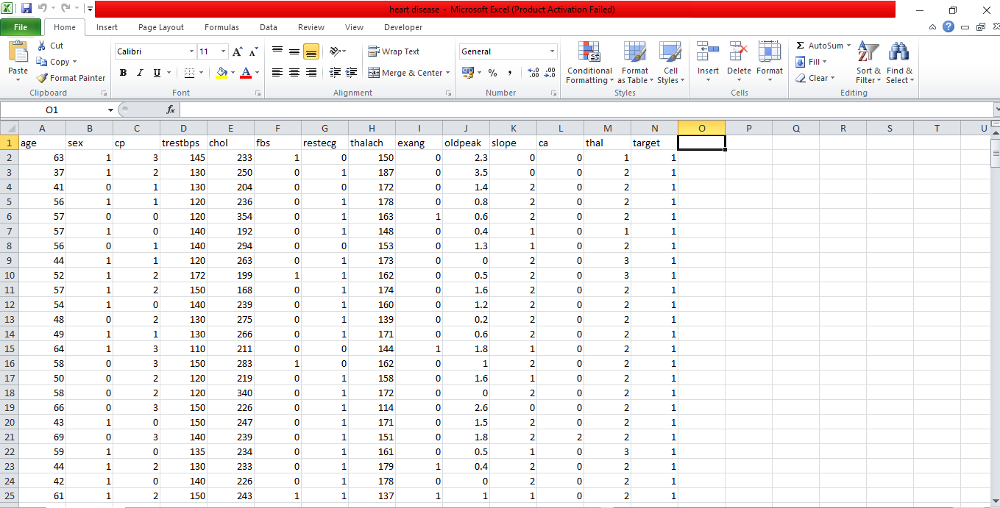 heart disease - Microsoft Excel (Product Activation Failed)
File Home Insert Page Layout Formulas Data Review View Developer
Paste Cut Copy Format Painter Clipboard
Calibri 11 B I U Font
Wrap Text Merge & Center Alignment
General % , Number
Conditional Formatting Format as Table Cell Styles Styles
Insert Delete Format Cells
Σ AutoSum Fill Clear Sort & Filter Find & Select Editing
O1 fx
A B C D E F G H I J K L M N O P Q R S T U
1 age sex cp trestbps chol fbs restecg thalach exang oldpeak slope ca thal target
2 63 1 3 145 233 1 0 150 0 2.3 0 0 1 1
3 37 1 2 130 250 0 1 187 0 3.5 0 0 2 1
4 41 0 1 130 204 0 0 172 0 1.4 2 0 2 1
5 56 1 1 120 236 0 1 178 0 0.8 2 0 2 1
6 57 0 0 120 354 0 1 163 1 0.6 2 0 2 1
7 57 1 0 140 192 0 1 148 0 0.4 1 0 1 1
8 56 0 1 140 294 0 0 153 0 1.3 1 0 2 1
9 44 1 1 120 263 0 1 173 0 0 2 0 3 1
10 52 1 2 172 199 1 1 162 0 0.5 2 0 3 1
11 57 1 2 150 168 0 1 174 0 1.6 2 0 2 1
12 54 1 0 140 239 0 1 160 0 1.2 2 0 2 1
13 48 0 2 130 275 0 1 139 0 0.2 2 0 2 1
14 49 1 1 130 266 0 1 171 0 0.6 2 0 2 1
15 64 1 3 110 211 0 0 144 1 1.8 1 0 2 1
16 58 0 3 150 283 1 0 162 0 1 2 0 2 1
17 50 0 2 120 219 0 1 158 0 1.6 1 0 2 1
18 58 0 2 120 340 0 1 172 0 0 2 0 2 1
19 66 0 3 150 226 0 1 114 0 2.6 0 0 2 1
20 43 1 0 150 247 0 1 171 0 1.5 2 0 2 1
21 69 0 3 140 239 0 1 151 0 1.8 2 2 2 1
22 59 1 0 135 234 0 1 161 0 0.5 1 0 3 1
23 44 1 2 130 233 0 1 179 1 0.4 2 0 2 1
24 42 1 0 140 226 0 1 178 0 0 2 0 2 1
25 61 1 2 150 243 1 1 137 1 1 1 0 2 1